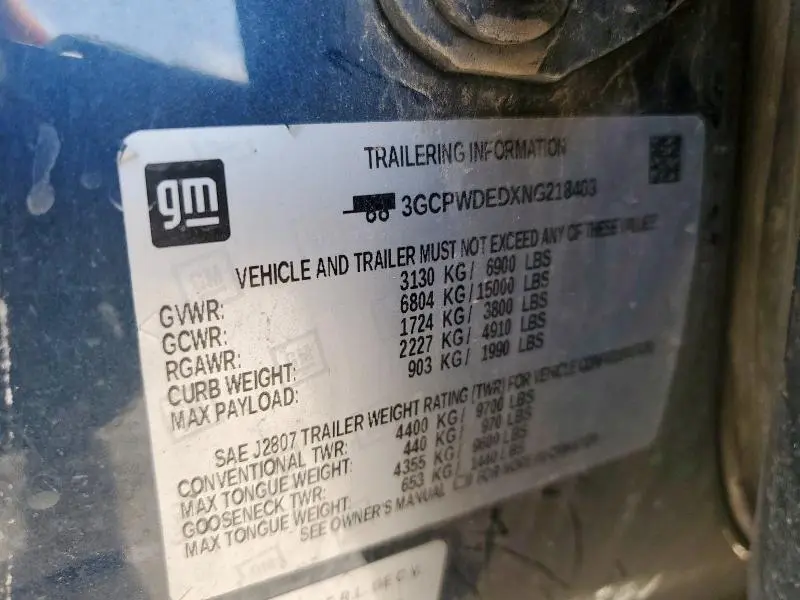 gm
TRAILERING INFORMATION
3GCPWDEDXNG218403
VEHICLE AND TRAILER MUST NOT EXCEED ANY OF THESE VALUES
GVWR: 3130 KG/ 6900 LBS
GCWR: 6804 KG/15000 LBS
RGAWR: 1724 KG/ 3800 LBS
CURB WEIGHT: 2227 KG/ 4910 LBS
MAX PAYLOAD: 903 KG/ 1990 LBS
SAE J2807 TRAILER WEIGHT RATING (TWR) FOR VEHICLE CONFIGURATION
CONVENTIONAL TWR: 4400 KG/ 9700 LBS
MAX TONGUE WEIGHT: 440 KG/ 970 LBS
GOOSENECK TWR: 4355 KG/ 9600 LBS
MAX TONGUE WEIGHT: 653 KG/ 1440 LBS
SEE OWNER'S MANUAL FOR MORE INFORMATION